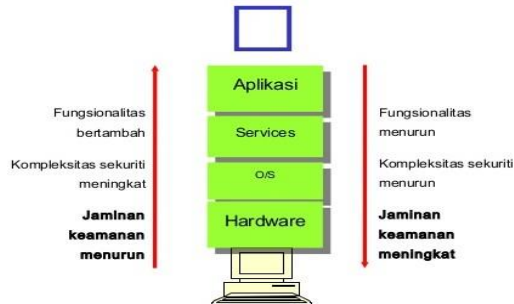 Aplikasi
Services
O/S
Hardware
Fungsionalitas
bertambah
Kompleksitas sekuriti
meningkat
Jaminan
keamanan
menurun
Fungsionalitas
menurun
Kompleksitas sekuriti
menurun
Jaminan
keamanan
meningkat